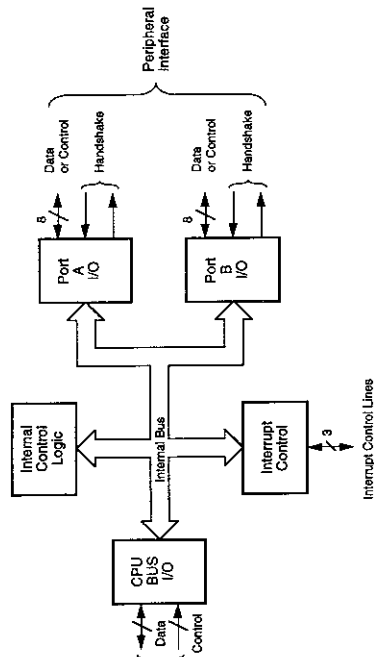 Data
Control
CPU
BUS
I/O
Internal
Control
Logic
Internal Bus
Interrupt
Control
3
Interrupt Control Lines
Port
A
I/O
8
Data
or Control
Handshake
Port
B
I/O
8
Data
or Control
Handshake
Peripheral
Interface